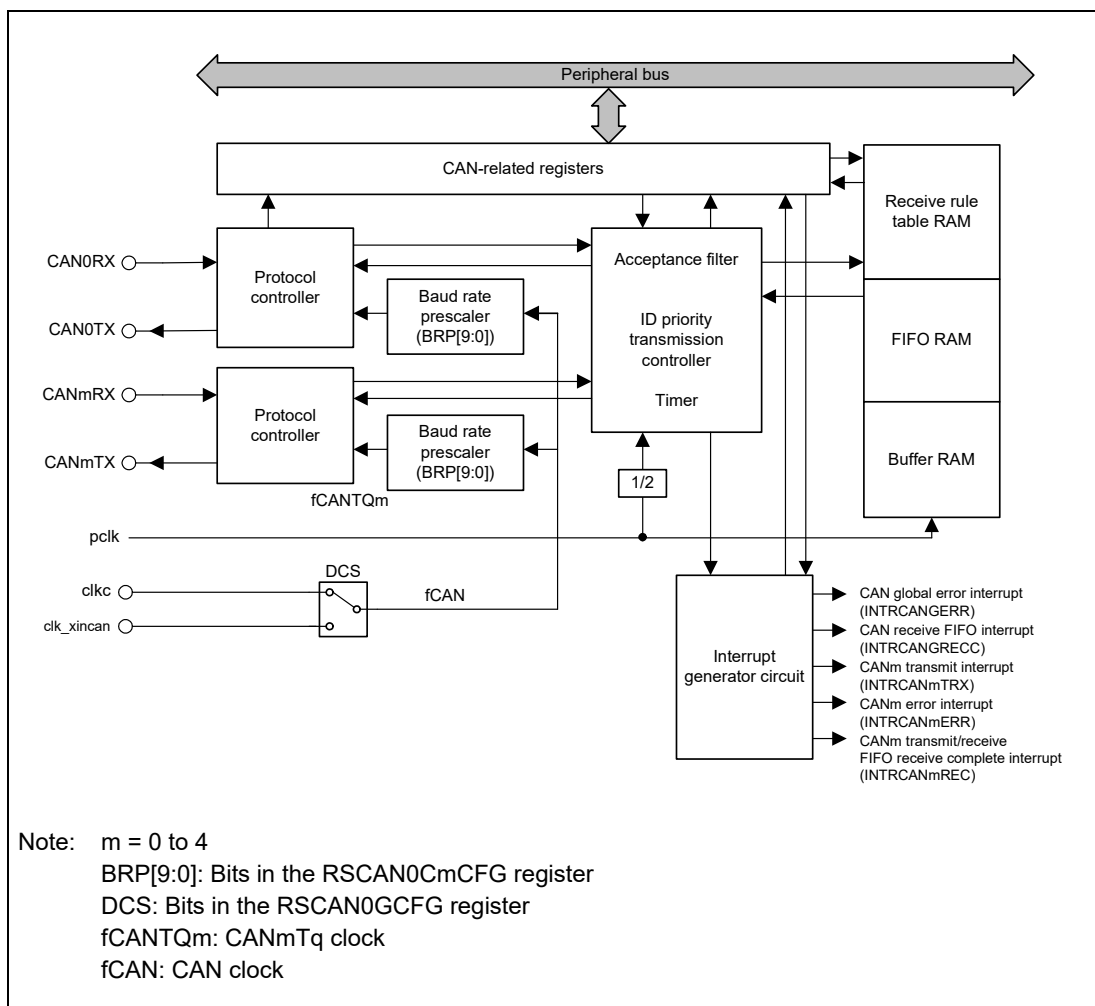 Peripheral bus
CAN-related registers
Receive rule
table RAM
CAN0RX
Protocol
controller
Acceptance filter
Baud rate
prescaler
(BRP[9:0])
CAN0TX
ID priority
transmission
controller
FIFO RAM
CANmRX
Protocol
controller
Timer
Baud rate
prescaler
(BRP[9:0])
CANmTX
Buffer RAM
fCANTQm
1/2
pclk
DCS
clkc
fCAN
clk_xincan
Interrupt
generator circuit
CAN global error interrupt
(INTRCANGERR)
CAN receive FIFO interrupt
(INTRCANGRECC)
CANm transmit interrupt
(INTRCANmTRX)
CANm error interrupt
(INTRCANmERR)
CANm transmit/receive
FIFO receive complete interrupt
(INTRCANmREC)
Note: m = 0 to 4
BRP[9:0]: Bits in the RSCAN0CmCFG register
DCS: Bits in the RSCAN0GCFG register
fCANTQm: CANmTq clock
fCAN: CAN clock